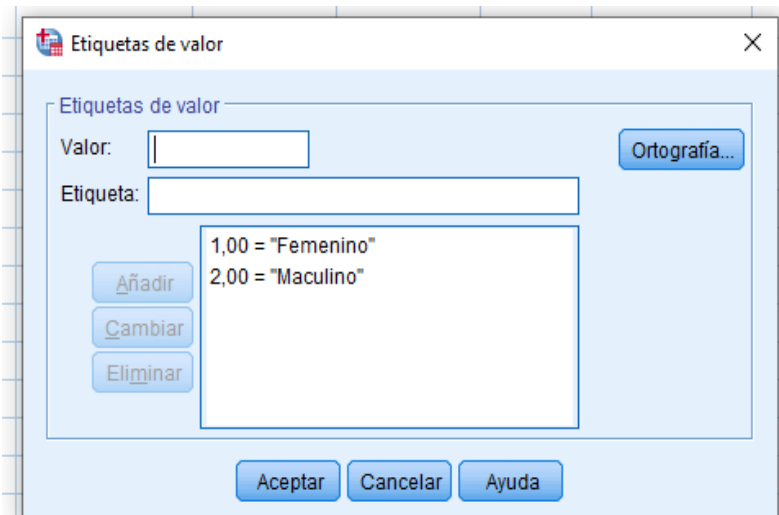 Etiquetas de valor
Etiquetas de valor
Valor:
Ortografía...
Etiqueta:
1,00 = "Femenino"
2,00 = "Maculino"
Añadir
Cambiar
Eliminar
Aceptar
Cancelar
Ayuda